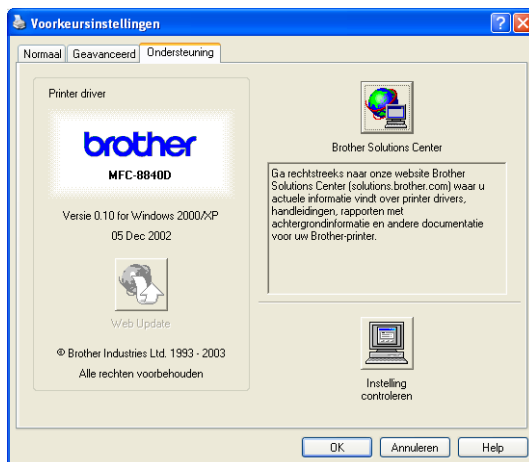 Voorkeursinstellingen
Normaal
Geavanceerd
Ondersteuning
Printer driver
brother
MFC-8840D
Versie 0.10 for Windows 2000/XP
05 Dec 2002
Web Update
© Brother Industries Ltd. 1993 - 2003
Alle rechten voorbehouden
Brother Solutions Center
Ga rechtstreeks naar onze website Brother
Solutions Center (solutions.brother.com) waar u
actuele informatie vindt over printer drivers,
handleidingen, rapporten met
achtergrondinformatie en andere documentatie
voor uw Brother-printer.
Instelling
controleren
OK
Annuleren
Help